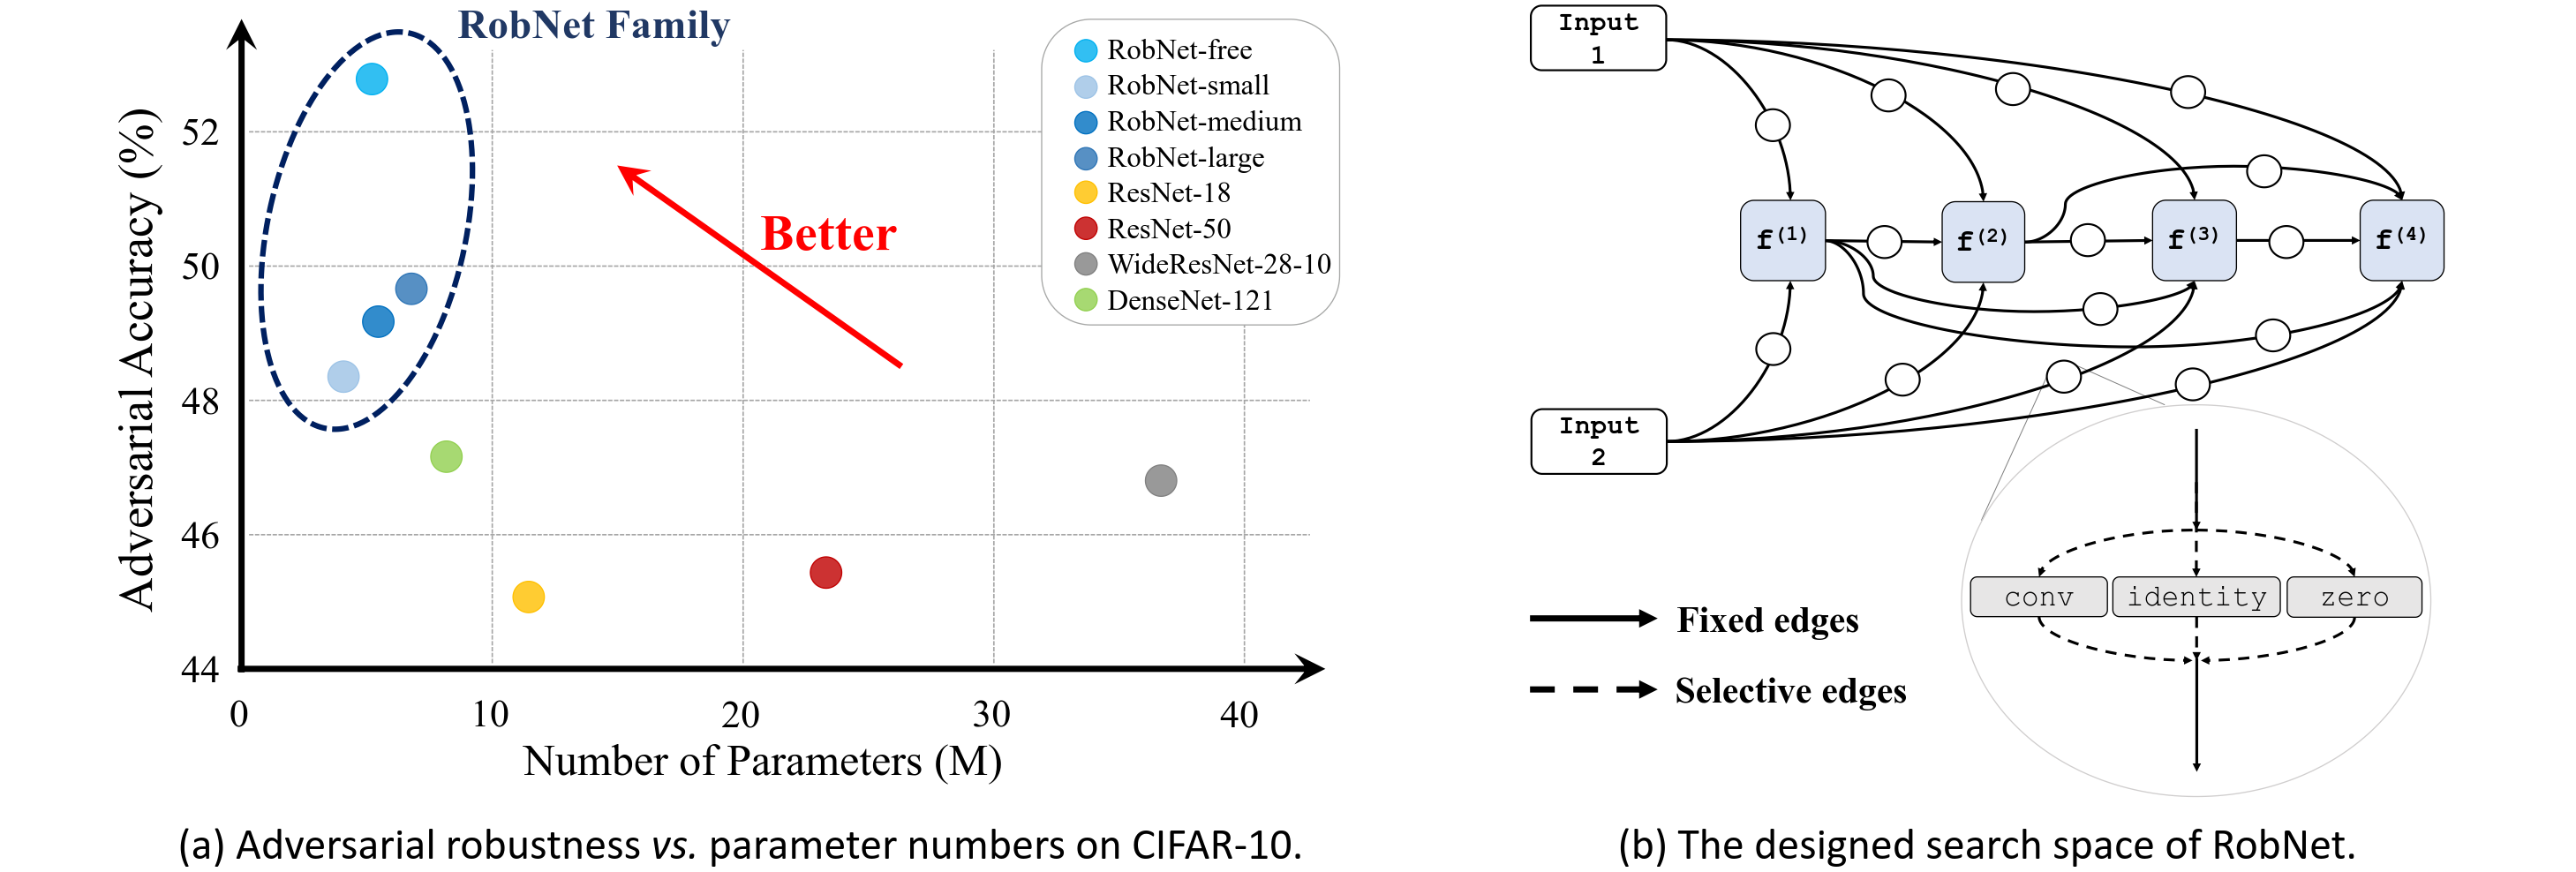 RobNet Family
RobNet-free
RobNet-small
RobNet-medium
RobNet-large
ResNet-18
ResNet-50
WideResNet-28-10
DenseNet-121
Better
Adversarial Accuracy (%)
52
50
48
46
44
0 10 20 30 40
Number of Parameters (M)
(a) Adversarial robustness vs. parameter numbers on CIFAR-10.
Input
1
f(1) f(2) f(3) f(4)
Input
2
conv identity zero
Fixed edges
Selective edges
(b) The designed search space of RobNet.